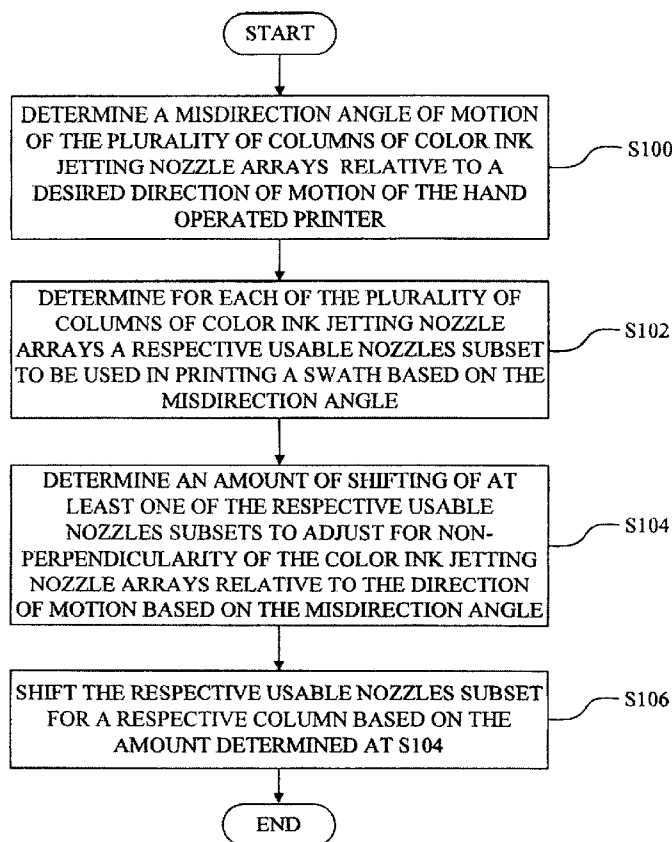 START
DETERMINE A MISDIRECTION ANGLE OF MOTION
OF THE PLURALITY OF COLUMNS OF COLOR INK
JETTING NOZZLE ARRAYS RELATIVE TO A
DESIRED DIRECTION OF MOTION OF THE HAND
OPERATED PRINTER
S100
DETERMINE FOR EACH OF THE PLURALITY OF
COLUMNS OF COLOR INK JETTING NOZZLE
ARRAYS A RESPECTIVE USABLE NOZZLES SUBSET
TO BE USED IN PRINTING A SWATH BASED ON THE
MISDIRECTION ANGLE
S102
DETERMINE AN AMOUNT OF SHIFTING OF AT
LEAST ONE OF THE RESPECTIVE USABLE
NOZZLES SUBSETS TO ADJUST FOR NON-
PERPENDICULARITY OF THE COLOR INK JETTING
NOZZLE ARRAYS RELATIVE TO THE DIRECTION
OF MOTION BASED ON THE MISDIRECTION ANGLE
S104
SHIFT THE RESPECTIVE USABLE NOZZLES SUBSET
FOR A RESPECTIVE COLUMN BASED ON THE
AMOUNT DETERMINED AT S104
S106
END